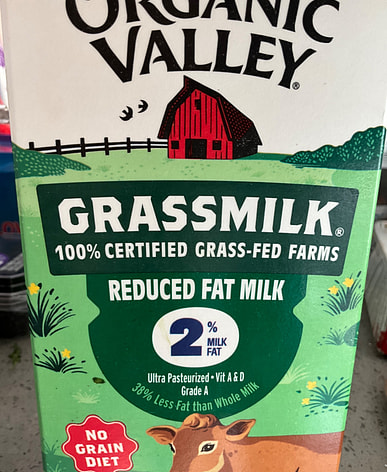 ORGANIC
VALLEY®
GRASSMILK®
100% CERTIFIED GRASS-FED FARMS
REDUCED FAT MILK
2% MILK
FAT
Ultra Pasteurized • Vit A & D
Grade A
38% Less Fat than Whole Milk
NO
GRAIN
DIET